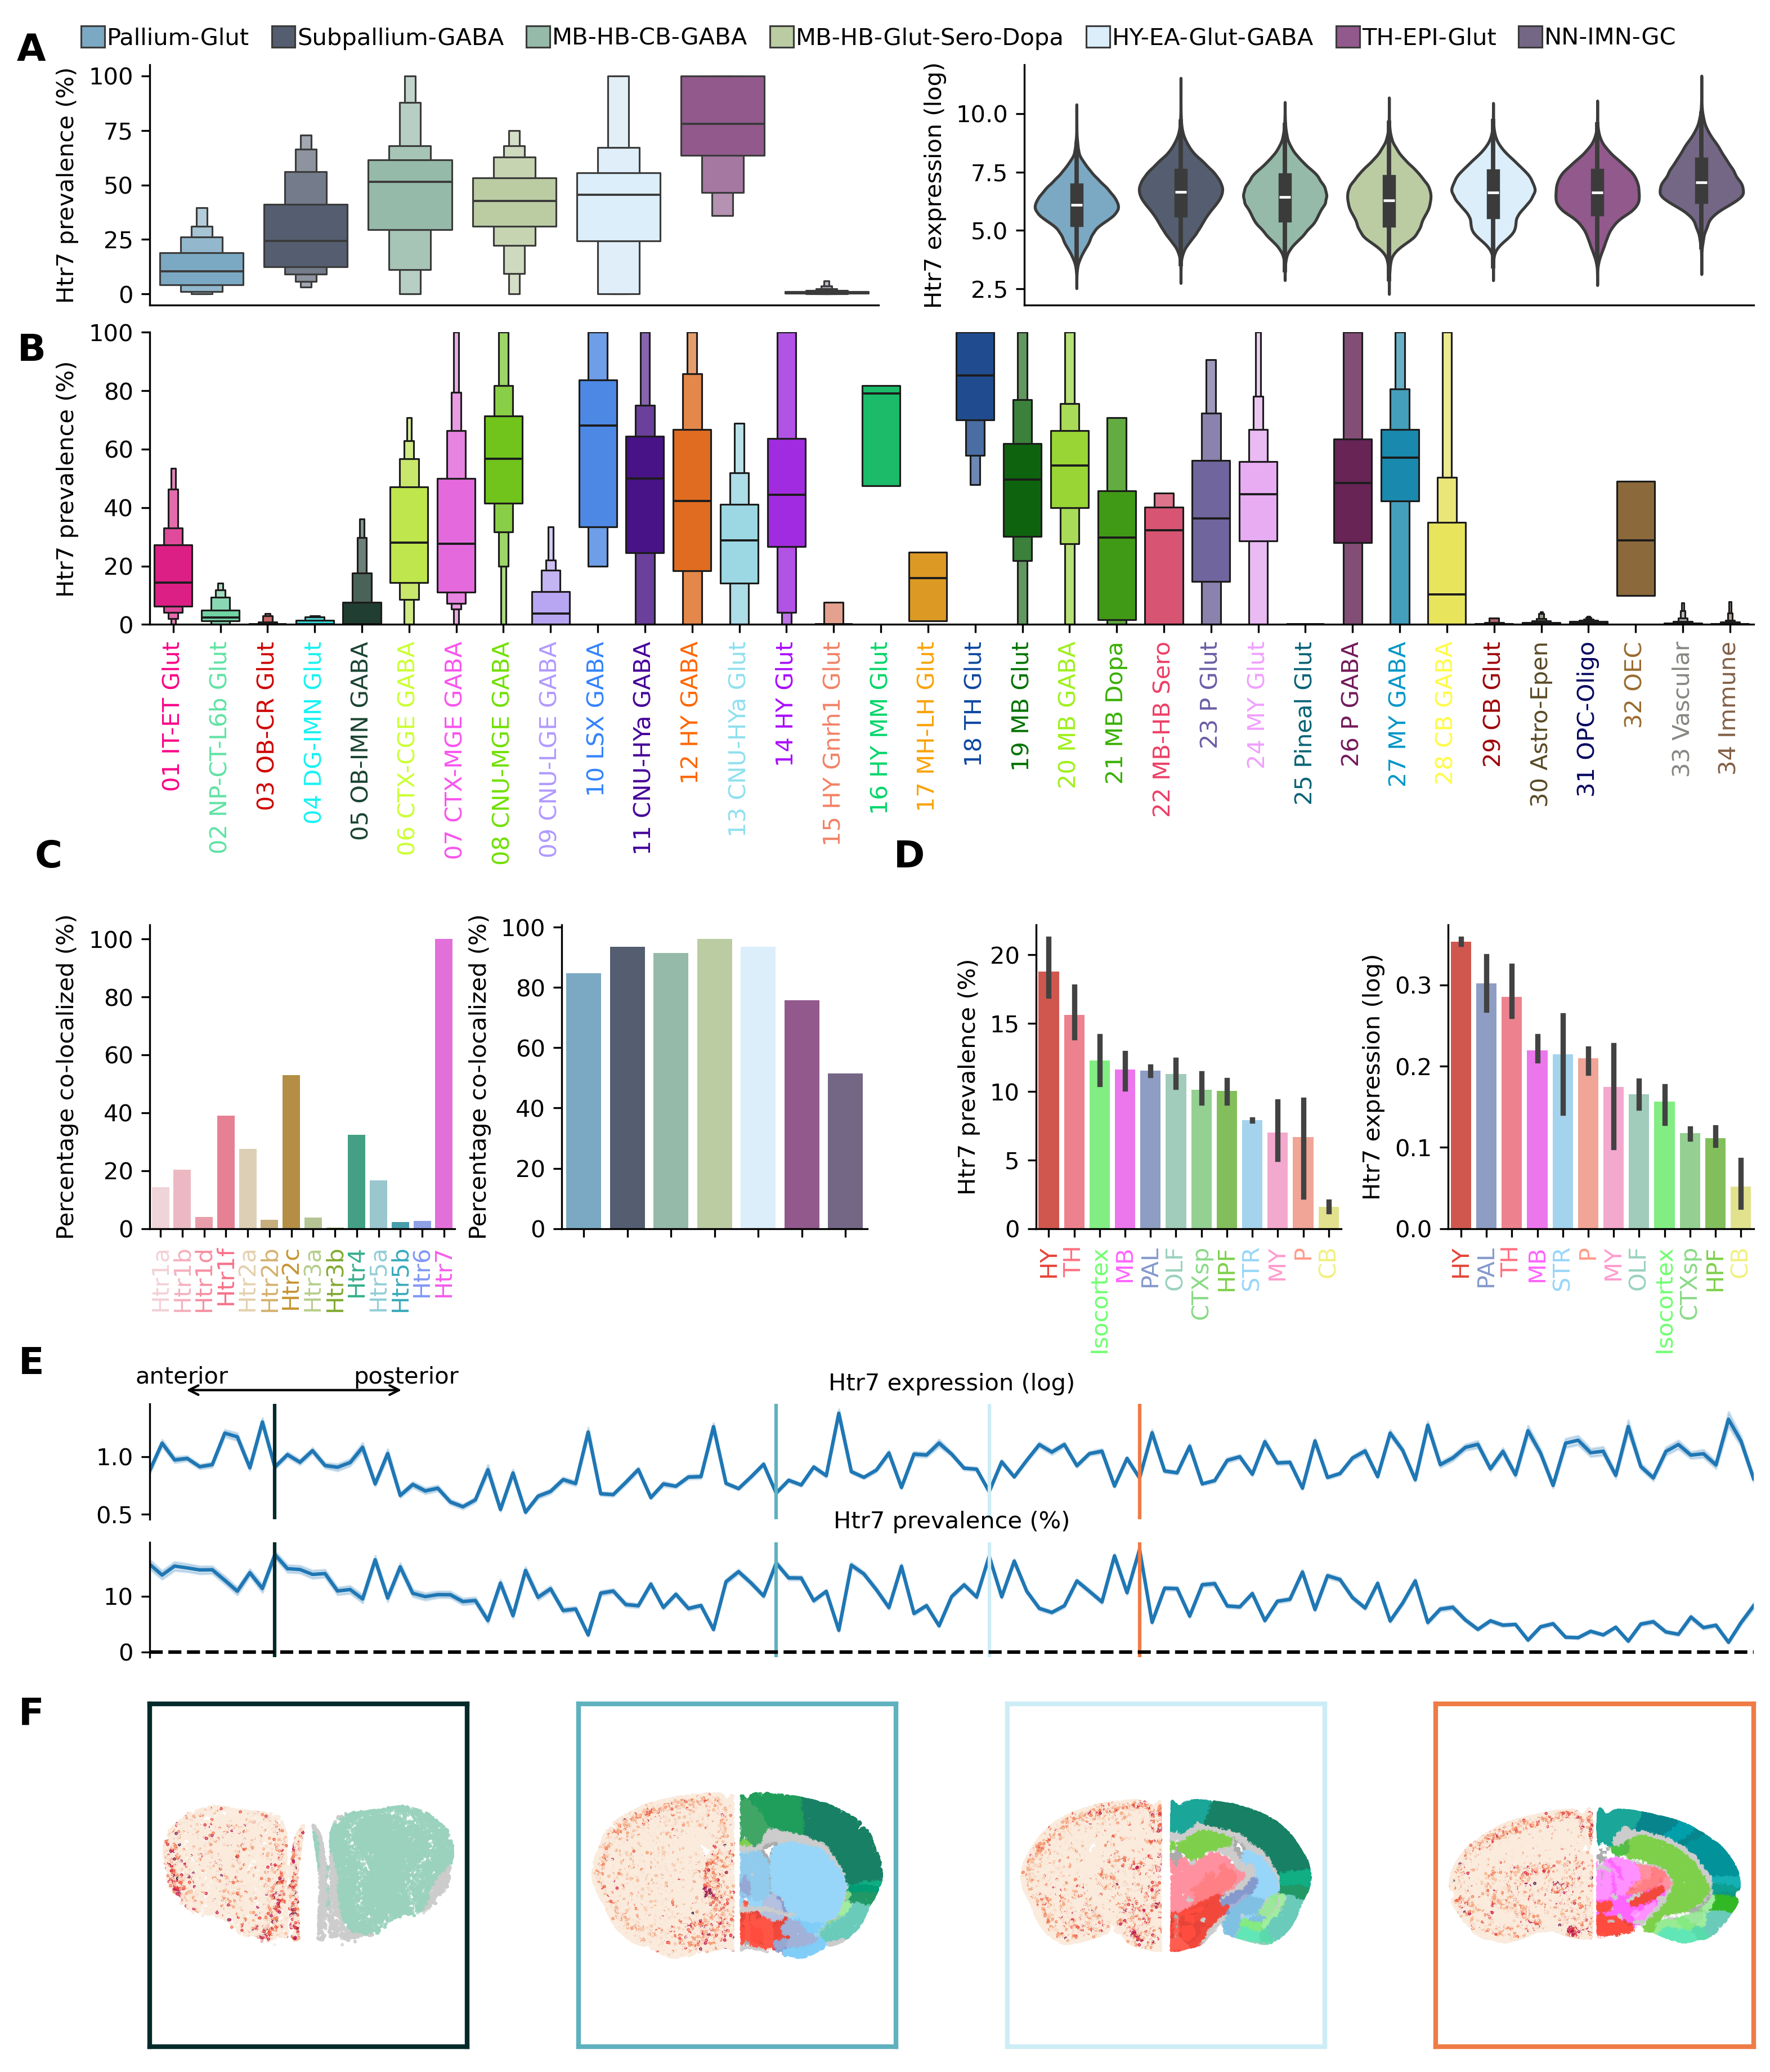 A
Pallium-Glut Subpallium-GABA MB-HB-CB-GABA MB-HB-Glut-Sero-Dopa HY-EA-Glut-GABA TH-EPI-Glut NN-IMN-GC
Htr7 prevalence (%)
100
75
50
25
0
Htr7 expression (log)
10.0
7.5
5.0
2.5
B
Htr7 prevalence (%)
100
80
60
40
20
0
01 IT-ET Glut
02 NP-CT-L6b Glut
03 OB-CR Glut
04 DG-IMN Glut
05 OB-IMN GABA
06 CTX-CGE GABA
07 CTX-MGE GABA
08 CNU-MGE GABA
09 CNU-LGE GABA
10 LSX GABA
11 CNU-HYa GABA
12 HY GABA
13 CNU-HYa Glut
14 HY Glut
15 HY Gnrh1 Glut
16 HY MM Glut
17 MH-LH Glut
18 TH Glut
19 MB Glut
20 MB GABA
21 MB Dopa
22 MB-HB Sero
23 P Glut
24 MY Glut
25 Pineal Glut
26 P GABA
27 MY GABA
28 CB GABA
29 CB Glut
30 Astro-Epen
31 OPC-Oligo
32 OEC
33 Vascular
34 Immune
C
Percentage co-localized (%)
100
80
60
40
20
0
Htr1a
Htr1b
Htr1d
Htr1f
Htr2a
Htr2b
Htr2c
Htr3a
Htr3b
Htr4
Htr5a
Htr5b
Htr6
Htr7
Percentage co-localized (%)
100
80
60
40
20
0
D
Htr7 prevalence (%)
20
15
10
5
0
HY
TH
Isocortex
MB
PAL
OLF
CTXsp
HPF
STR
MY
P
CB
Htr7 expression (log)
0.3
0.2
0.1
0.0
HY
PAL
TH
MB
STR
P
MY
OLF
Isocortex
CTXsp
HPF
CB
E
anterior posterior
Htr7 expression (log)
1.0
0.5
Htr7 prevalence (%)
10
0
F